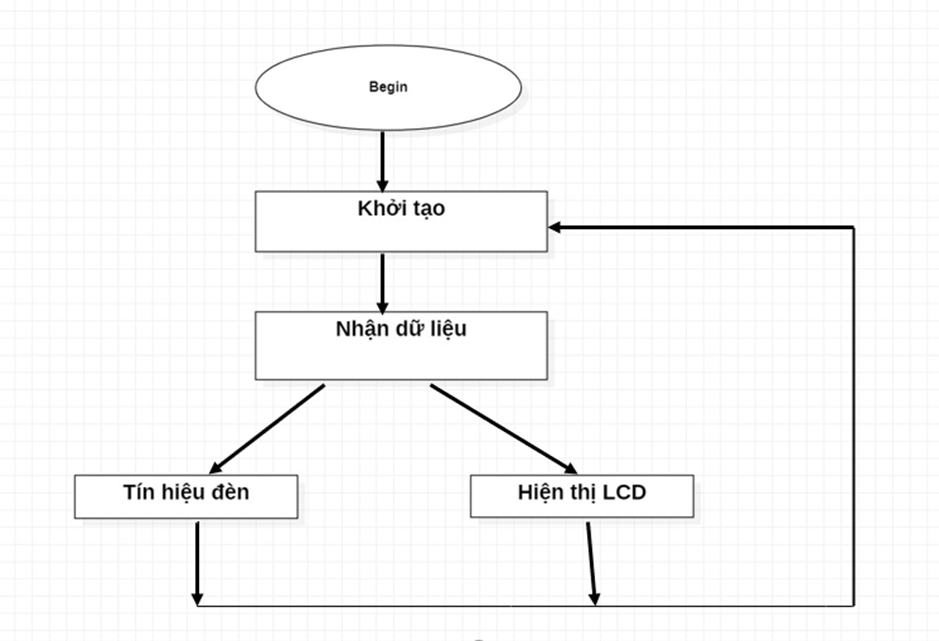 Begin
Khởi tạo
Nhận dữ liệu
Tín hiệu đèn
Hiện thị LCD